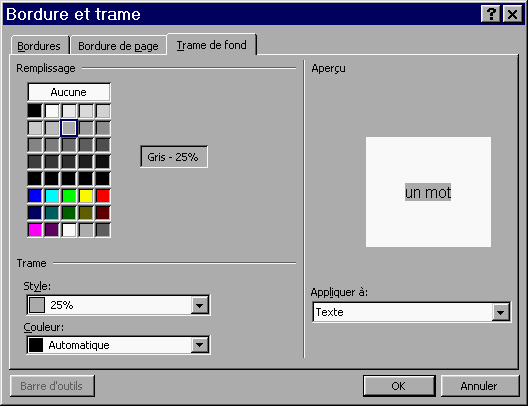 Bordure et trame
Bordures
Bordure de page
Trame de fond
Remplissage
Aucune
Gris - 25%
Aperçu
un mot
Trame
Style:
25%
Couleur:
Automatique
Appliquer à:
Texte
Barre d'outils
OK
Annuler